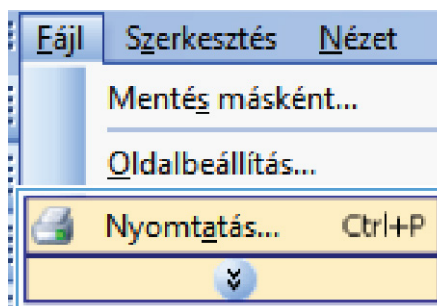 Fájl Szerkesztés Nézet
Mentés másként...
Oldalbeállítás...
Nyomtatás... Ctrl+P